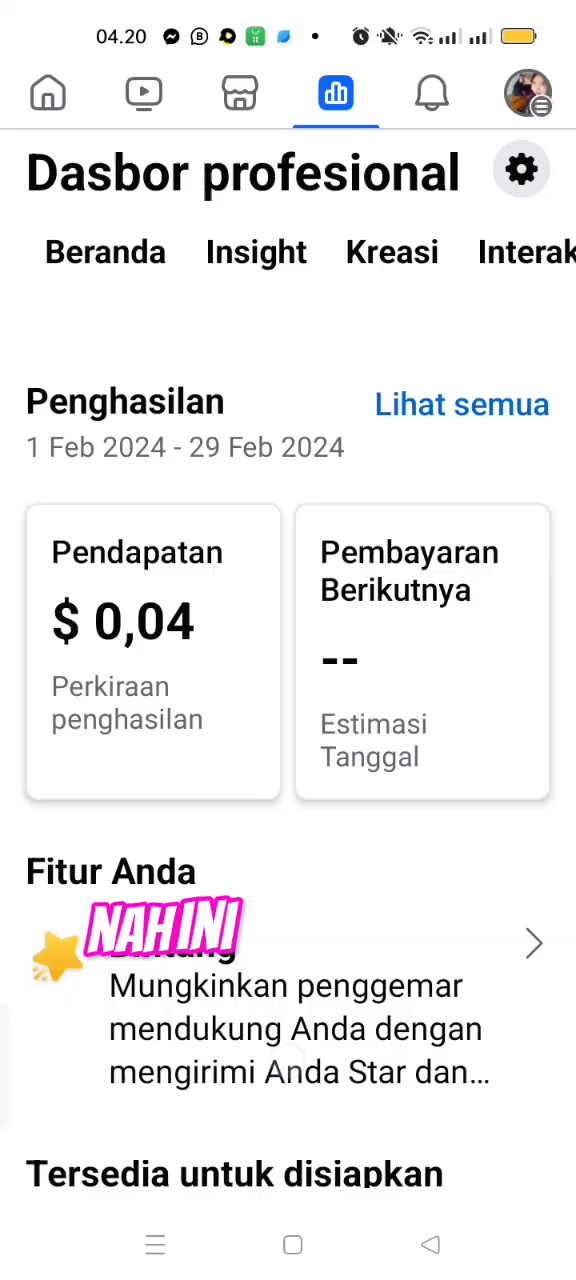 04.20
Dasbor profesional
Beranda Insight Kreasi Interak
Penghasilan Lihat semua
1 Feb 2024 - 29 Feb 2024
Pendapatan
$ 0,04
Perkiraan
penghasilan
Pembayaran
Berikutnya
--
Estimasi
Tanggal
Fitur Anda
NAH INI
Mungkinkan penggemar
mendukung Anda dengan
mengirimi Anda Star dan...
Tersedia untuk disiapkan